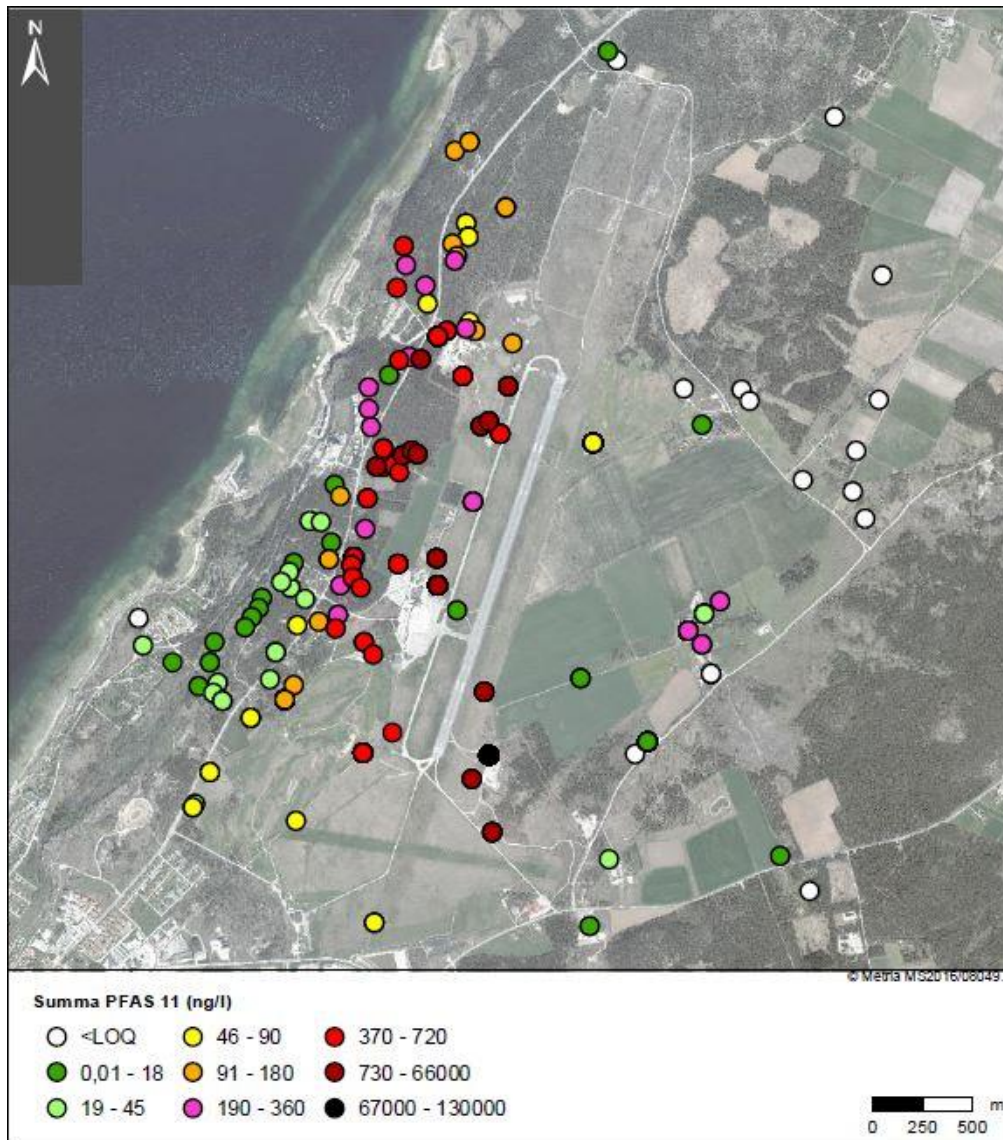 N
© Metria MS2016/08049.
Summa PFAS 11 (ng/l)
<LOQ 46 - 90 370 - 720
0,01 - 18 91 - 180 730 - 66000
19 - 45 190 - 360 67000 - 130000
m
0 250 500